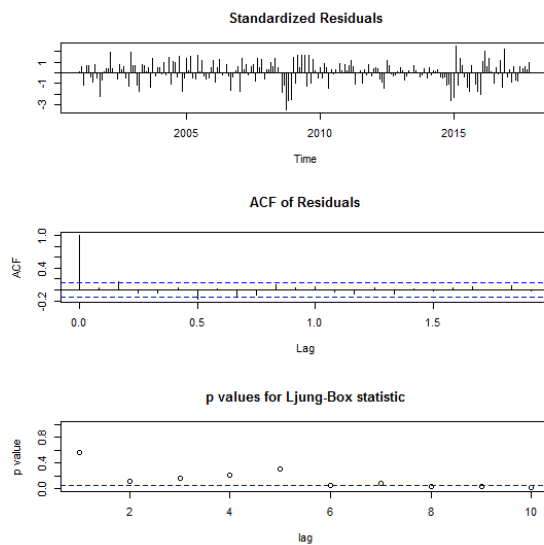 Standardized Residuals
1
-1
-3
2005
2010
2015
Time
ACF of Residuals
ACF
1.0
0.4
-0.2
0.0
0.5
1.0
1.5
Lag
p values for Ljung-Box statistic
p value
0.8
0.4
0.0
2
4
6
8
10
lag